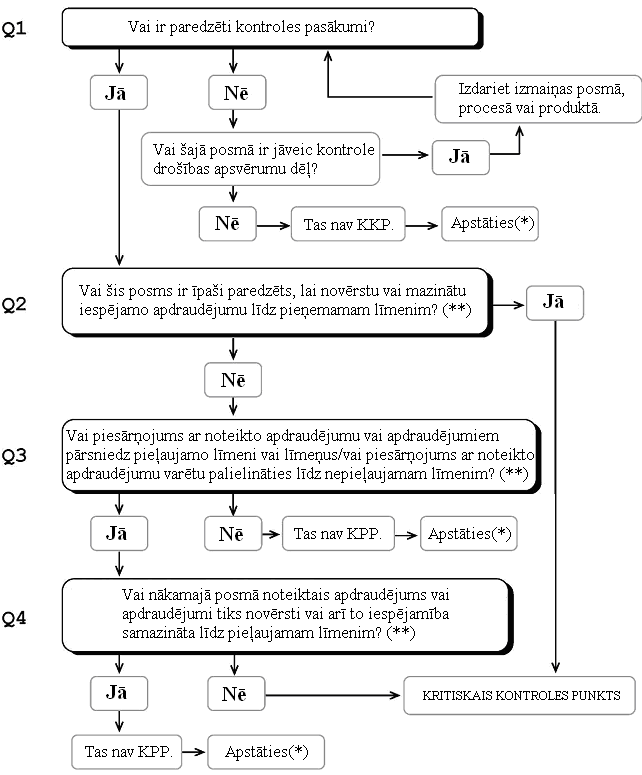 Q1
Vai ir paredzēti kontroles pasākumi?
Jā
Nē
Izdariet izmaiņas posmā,
procesā vai produktā.
Vai šajā posmā ir jāveic kontrole
drošības apsvērumu dēļ?
Jā
Nē
Tas nav KKP.
Apstāties(*)
Q2
Vai šis posms ir īpaši paredzēts, lai novērstu vai mazinātu
iespējamo apdraudējumu līdz pieņemamam līmenim? (**)
Jā
Nē
Q3
Vai piesārņojums ar noteikto apdraudējumu vai apdraudējumiem
pārsniedz pieļaujamo līmeni vai līmeņus/vai piesārņojums ar noteikto
apdraudējumu varētu palielināties līdz nepieļaujamam līmenim? (**)
Jā
Nē
Tas nav KPP.
Apstāties(*)
Q4
Vai nākamajā posmā noteiktais apdraudējums vai
apdraudējumi tiks novērsti vai arī to iespējamība
samazināta līdz pieļaujamam līmenim? (**)
Jā
Nē
KRITISKAIS KONTROLES PUNKTS
Tas nav KPP.
Apstāties(*)